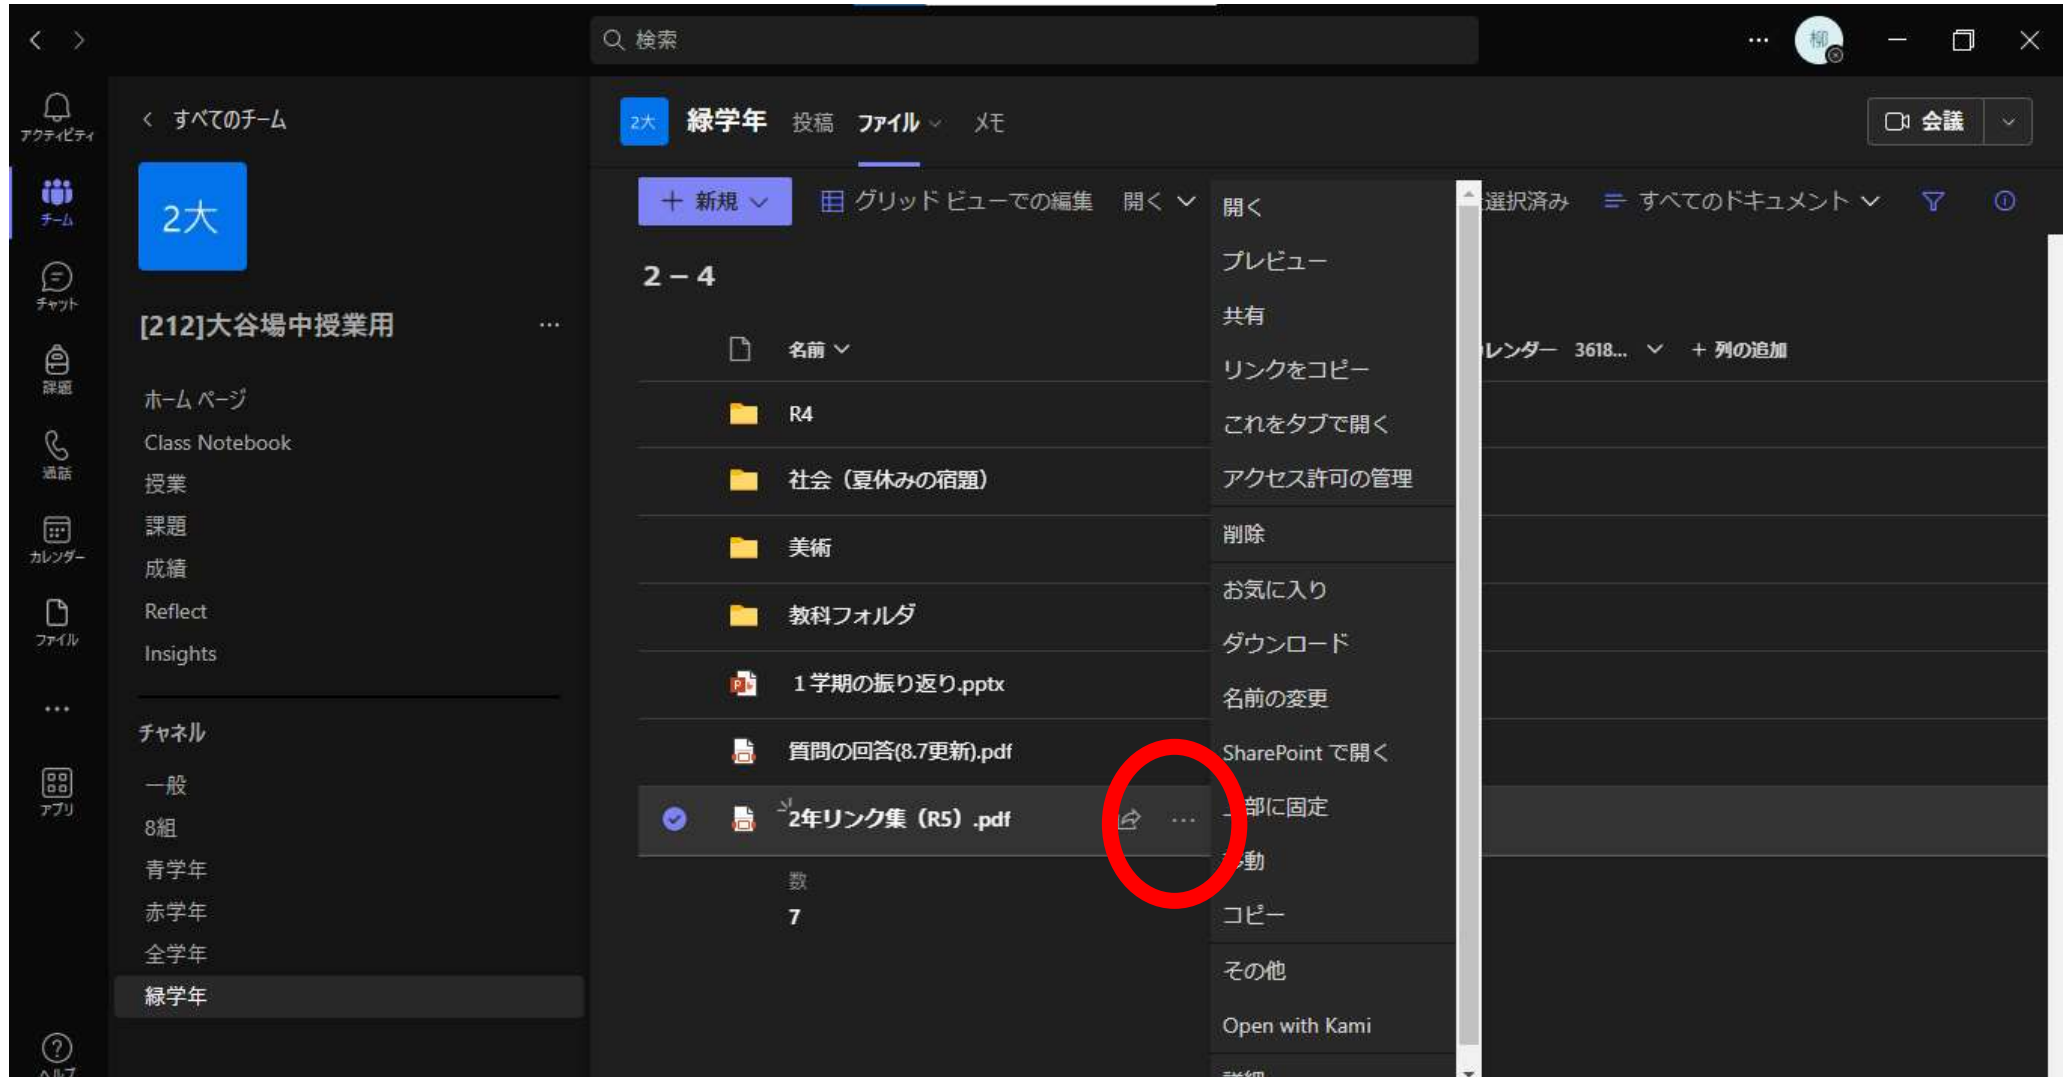 検索
柳
アクティビティ
チーム
チャット
課題
通話
カレンダー
ファイル
アプリ
ヘルプ
すべてのチーム
2大
[212]大谷場中授業用
ホーム ページ
Class Notebook
授業
課題
成績
Reflect
Insights
チャネル
一般
8組
青学年
赤学年
全学年
緑学年
2大 緑学年 投稿 ファイル メモ
会議
+ 新規 グリッド ビューでの編集 開く 選択済み すべてのドキュメント
2-4
名前 レンダー 3618... + 列の追加
R4
社会（夏休みの宿題）
美術
教科フォルダ
１学期の振り返り.pptx
質問の回答(8.7更新).pdf
2年リンク集（R5）.pdf
数
7
開く
プレビュー
共有
リンクをコピー
これをタブで開く
アクセス許可の管理
削除
お気に入り
ダウンロード
名前の変更
SharePoint で開く
部に固定
動
コピー
その他
Open with Kami
詳細